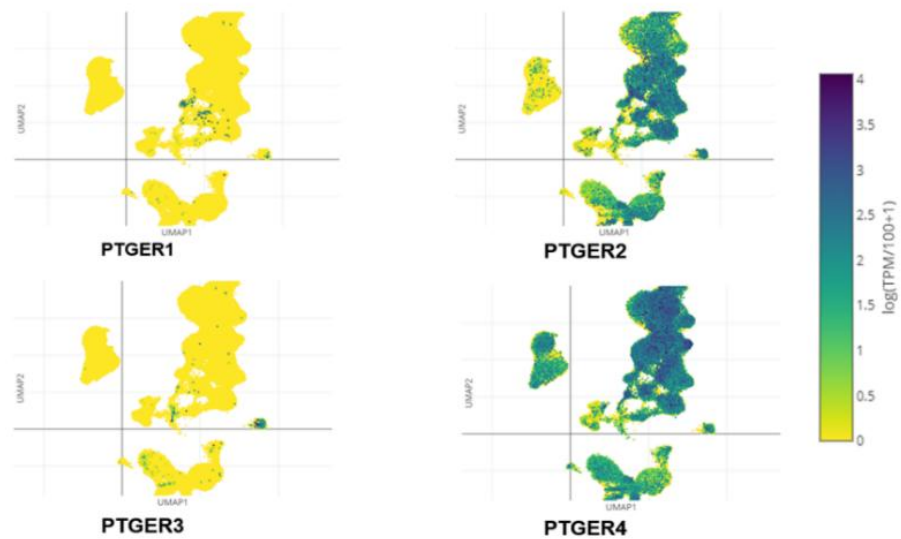 UMAP2
UMAP1
PTGER1
UMAP2
UMAP1
PTGER2
UMAP2
UMAP1
PTGER3
UMAP2
UMAP1
PTGER4
4
3.5
3
2.5
2
1.5
1
0.5
0
log(TPM/100+1)